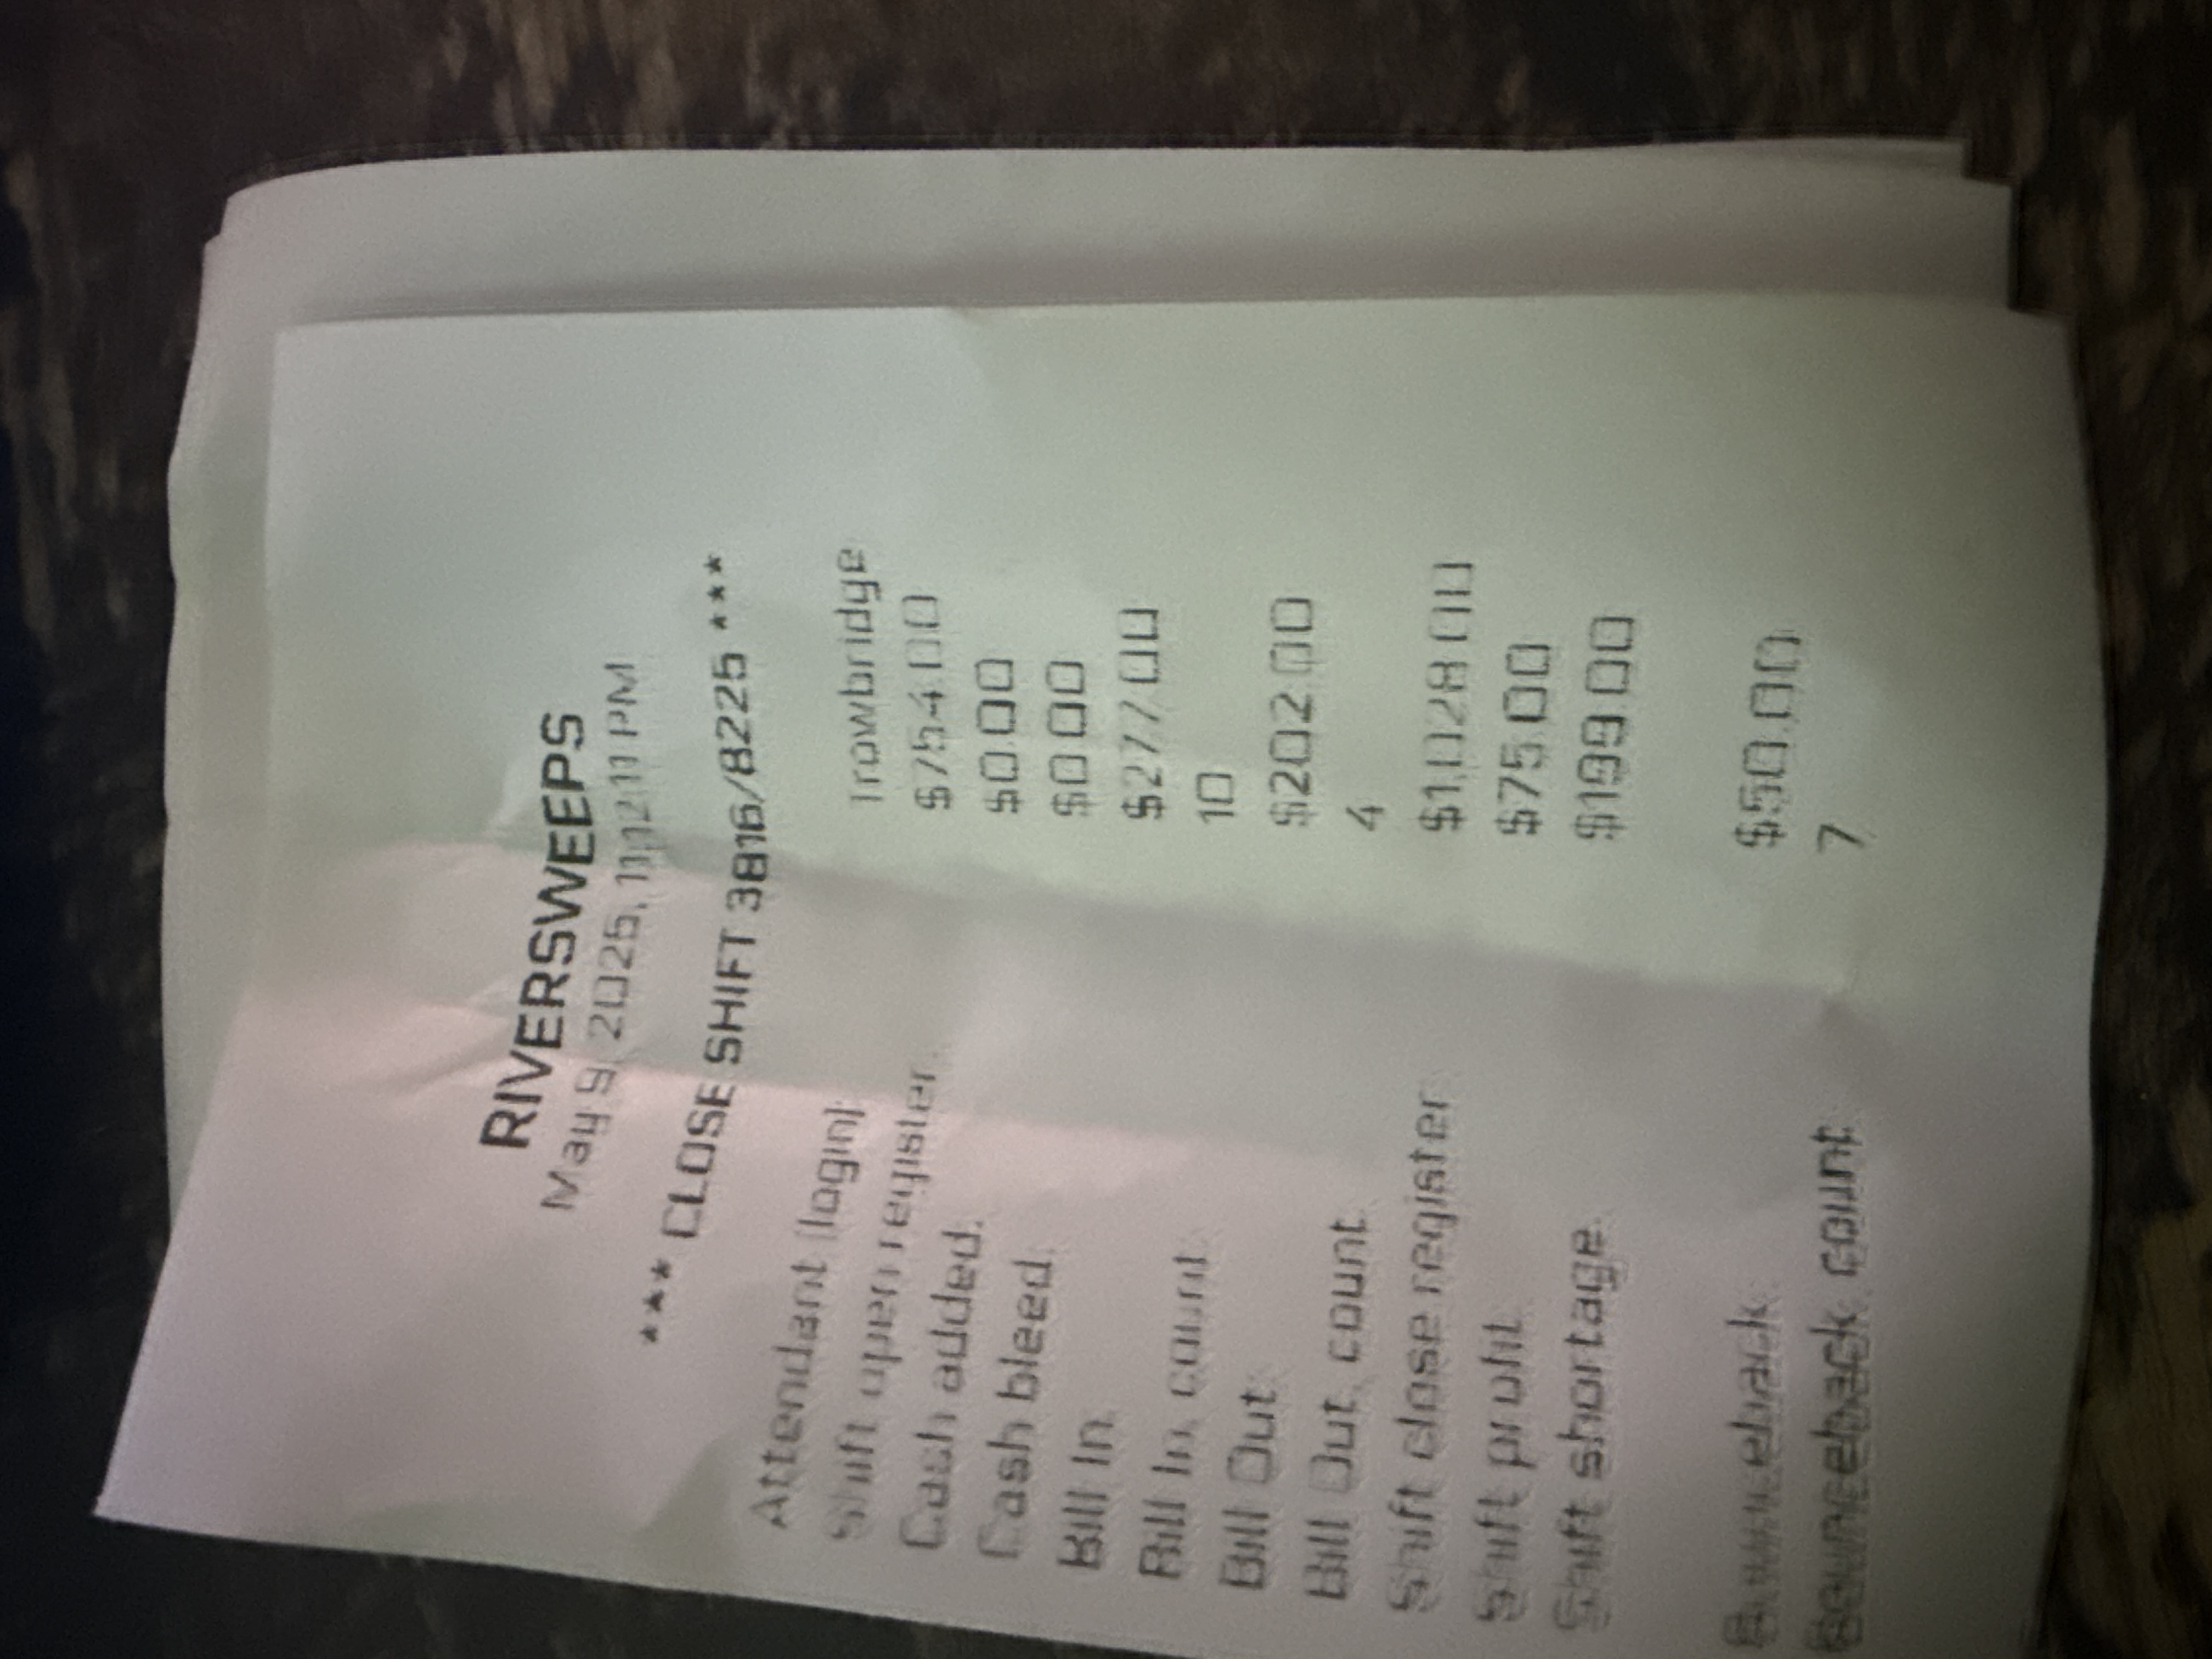 RIVERSWEEPS
May 9, 2025, 11:12:11 PM
*** CLOSE SHIFT 3816/8225 ***
Attendant (login): Trowbridge
Shift open register: $754.00
Cash added: $0.00
Cash bleed: $0.00
Bill In: $277.00
Bill In, count: 10
Bill Out: $202.00
Bill Out, count: 4
Shift close register: $1,028.00
Shift profit: $75.00
Shift shortage: $199.00
Bounceback: $50.00
Bounceback, count: 7